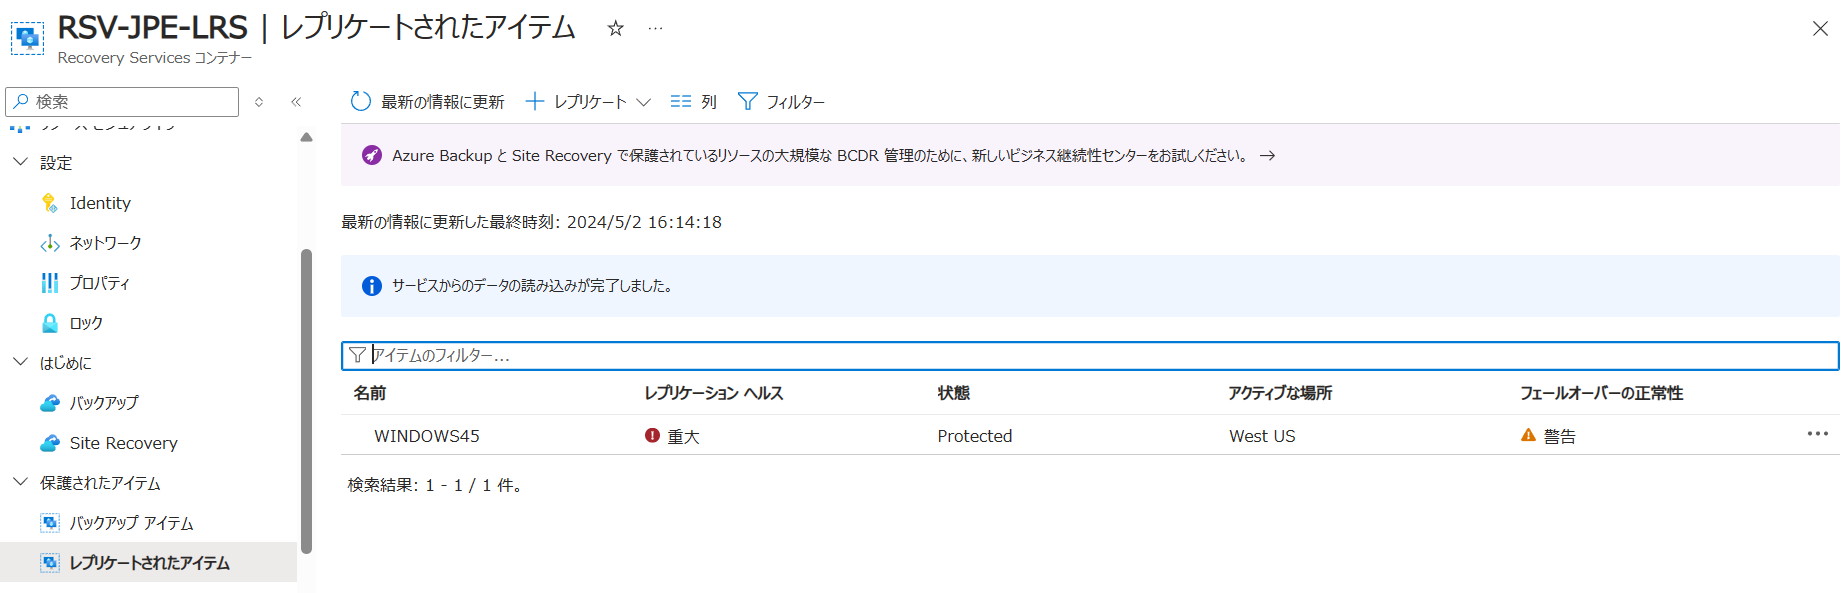 RSV-JPE-LRS | レプリケートされたアイテム ☆ …
Recovery Services コンテナー
検索
最新の情報に更新 レプリケート 列 フィルター
設定
Identity
ネットワーク
プロパティ
ロック
はじめに
バックアップ
Site Recovery
保護されたアイテム
バックアップ アイテム
レプリケートされたアイテム
Azure Backup と Site Recovery で保護されているリソースの大規模な BCDR 管理のために、新しいビジネス継続性センターをお試しください。 →
最新の情報に更新した最終時刻: 2024/5/2 16:14:18
サービスからのデータの読み込みが完了しました。
アイテムのフィルター...
名前 レプリケーション ヘルス 状態 アクティブな場所 フェールオーバーの正常性
WINDOWS45 重大 Protected West US 警告
検索結果: 1 - 1 / 1 件。